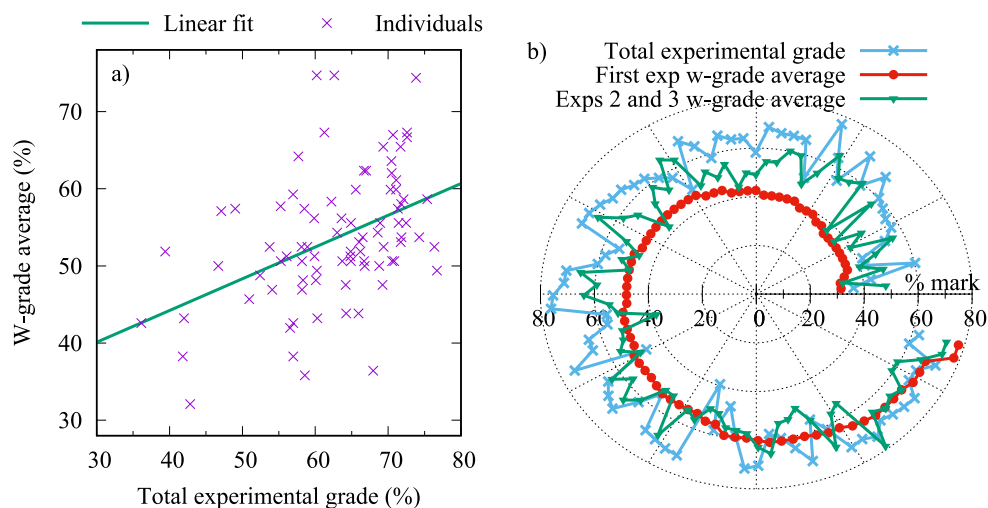 Linear fit
Individuals
a)
W-grade average (%)
70
60
50
40
30
30 40 50 60 70 80
Total experimental grade (%)
b)
Total experimental grade
First exp w-grade average
Exps 2 and 3 w-grade average
% mark
80 60 40 20 0 20 40 60 80